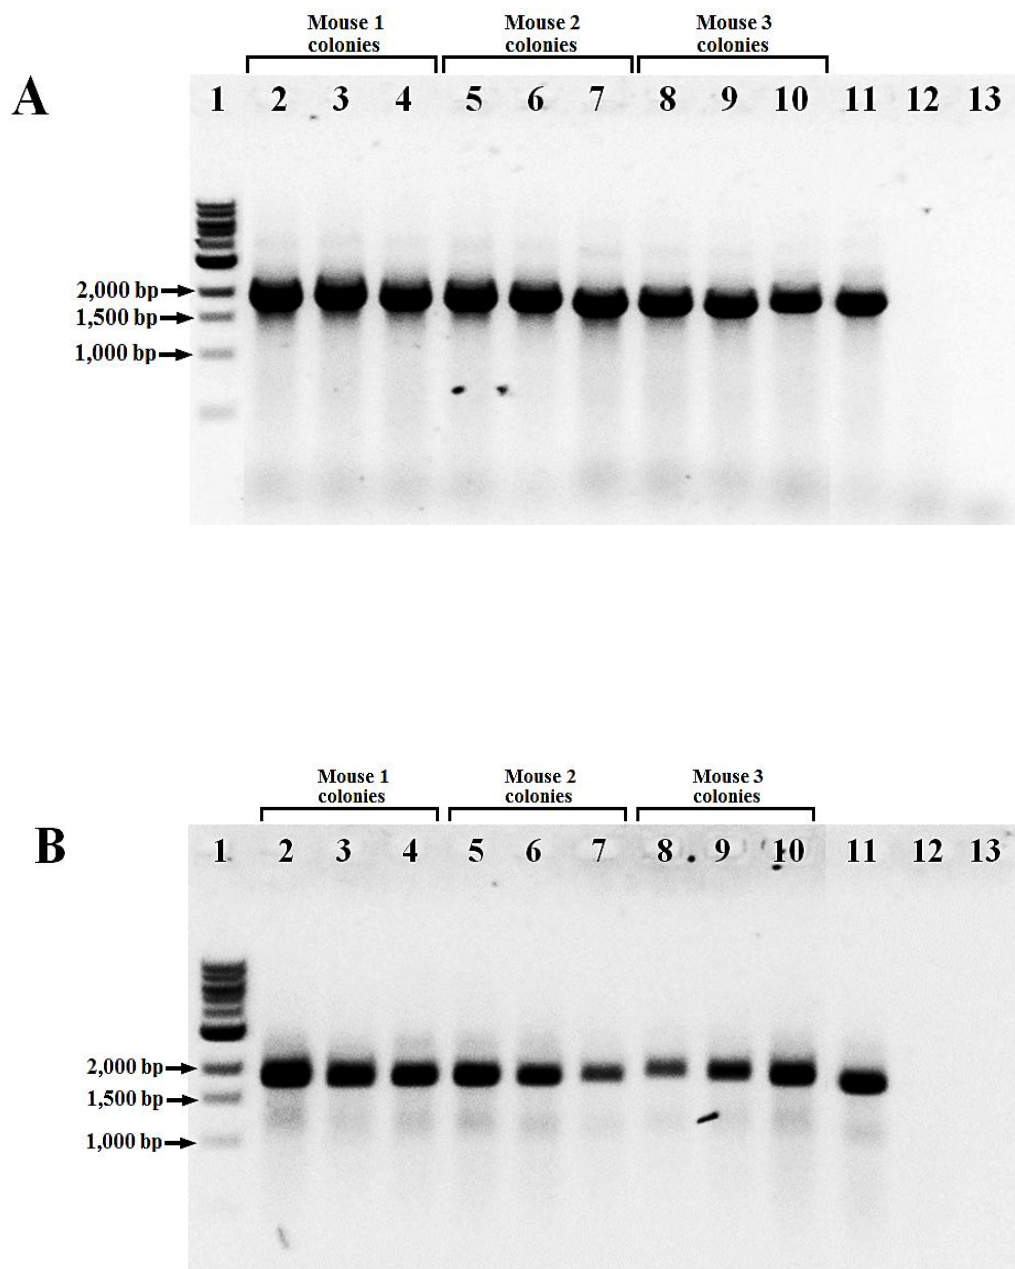 Mouse 1 Mouse 2 Mouse 3
colonies colonies colonies
A
1 2 3 4 5 6 7 8 9 10 11 12 13
2,000 bp
1,500 bp
1,000 bp
Mouse 1 Mouse 2 Mouse 3
colonies colonies colonies
B
1 2 3 4 5 6 7 8 9 10 11 12 13
2,000 bp
1,500 bp
1,000 bp